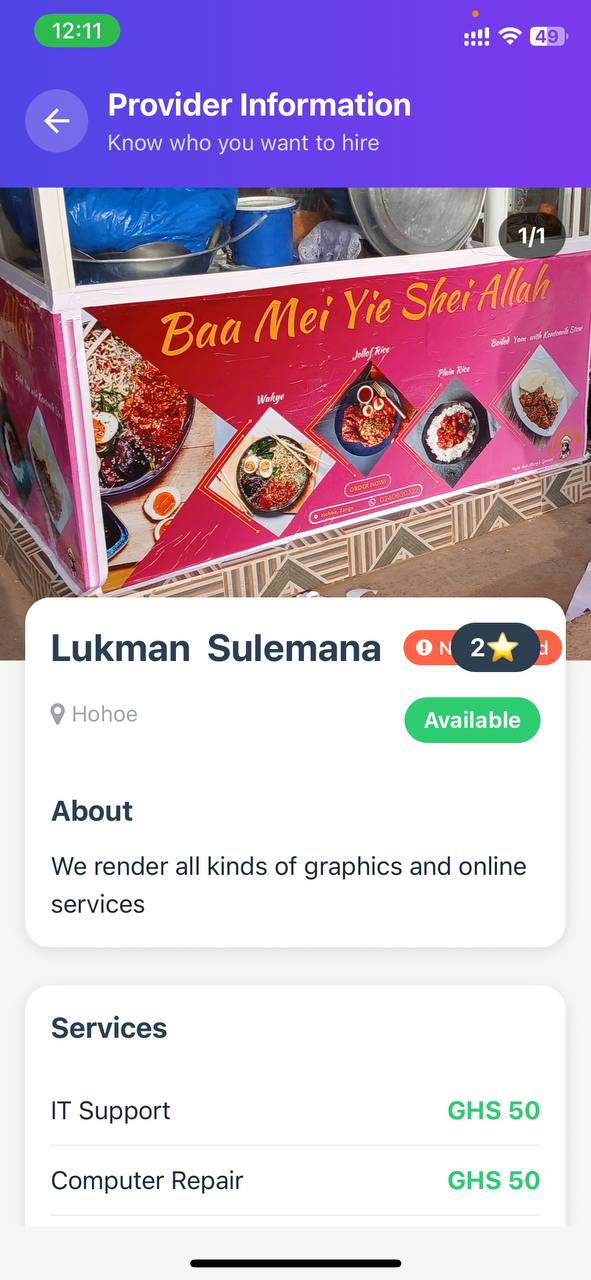 12:11
49
Provider Information
Know who you want to hire
1/1
Baa Mei Yie Shei Allah
Boiled Yam with Kontomile Stew
Jollof Rice
Plain Rice
Wakye
ORDER NOW!
Hohoe, Zongo
Lukman Sulemana
2⭐
Hohoe
Available
About
We render all kinds of graphics and online
services
Services
IT Support
GHS 50
Computer Repair
GHS 50